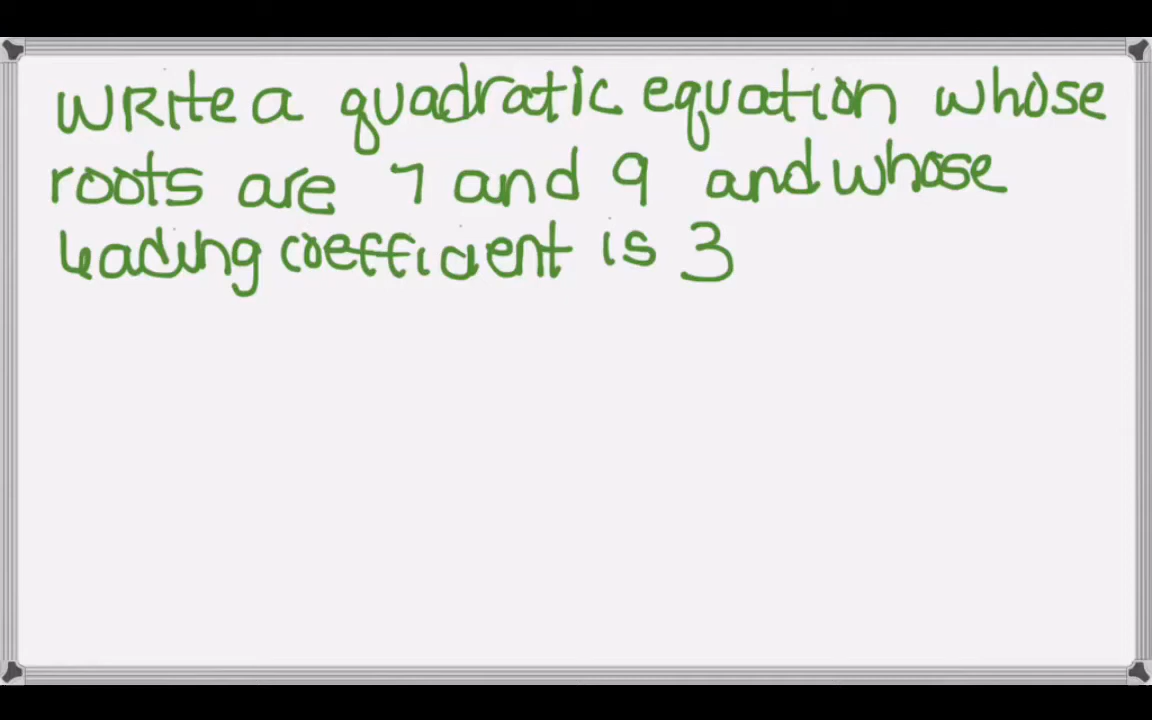 Write a quadratic equation whose
roots are 7 and 9 and whose
leading coefficient is 3